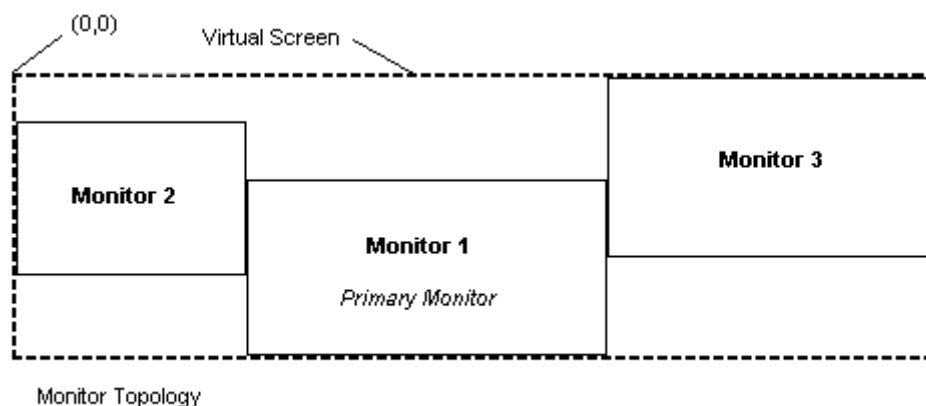 (0,0)
Virtual Screen
Monitor 3
Monitor 2
Monitor 1
Primary Monitor
Monitor Topology